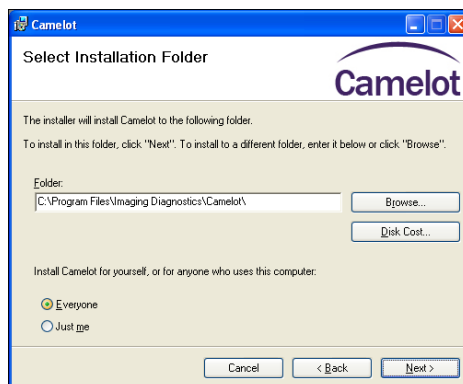 Camelot
Select Installation Folder
Camelot
The installer will install Camelot to the following folder.
To install in this folder, click "Next". To install to a different folder, enter it below or click "Browse".
Folder:
C:\Program Files\Imaging Diagnostics\Camelot\
Browse...
Disk Cost...
Install Camelot for yourself, or for anyone who uses this computer:
Everyone
Just me
Cancel
< Back
Next >